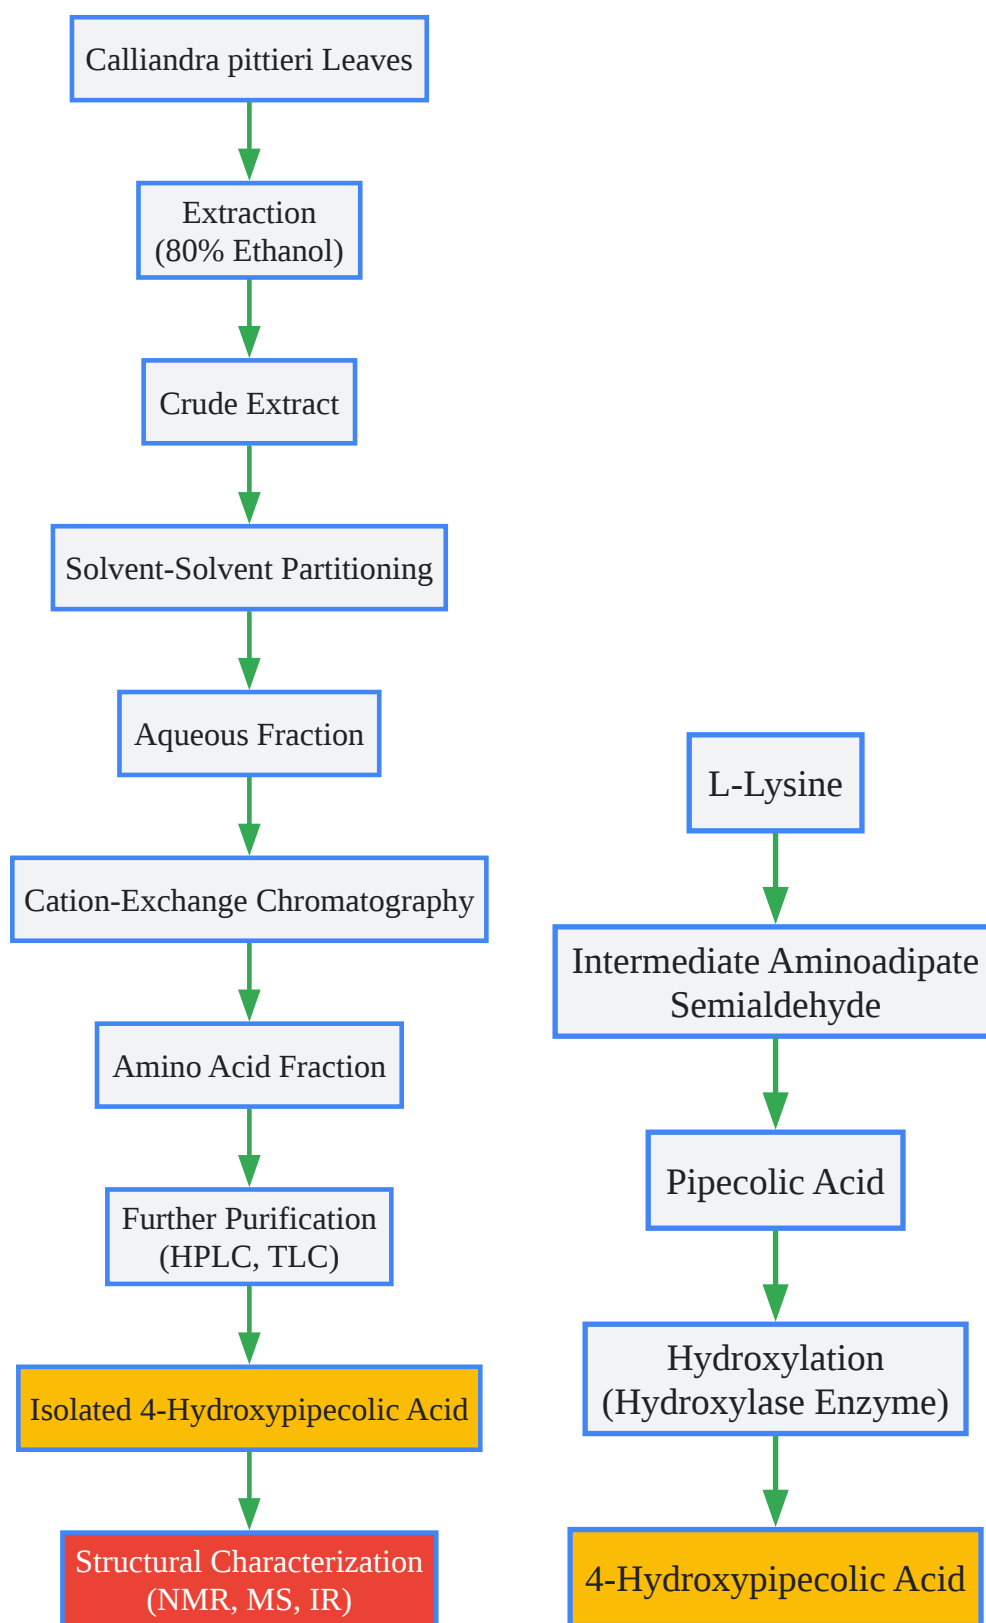 Calliandra pittieri Leaves
Extraction
(80% Ethanol)
Crude Extract
Solvent-Solvent Partitioning
Aqueous Fraction
Cation-Exchange Chromatography
Amino Acid Fraction
Further Purification
(HPLC, TLC)
Isolated 4-Hydroxypipecolic Acid
Structural Characterization
(NMR, MS, IR)
L-Lysine
Intermediate Aminoadipate
Semialdehyde
Pipecolic Acid
Hydroxylation
(Hydroxylase Enzyme)
4-Hydroxypipecolic Acid